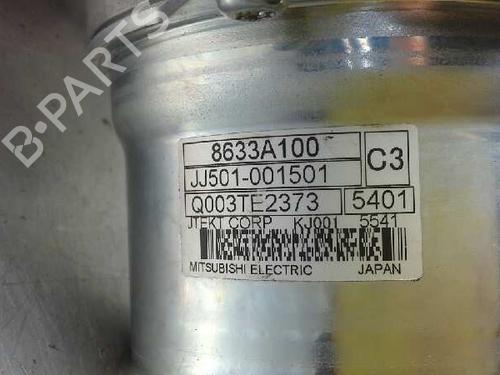 B-PARTS
8633A100
C3
JJ501-001501
Q003TE2373 5401
JTEKT CORP KJ001 5541
MITSUBISHI ELECTRIC JAPAN